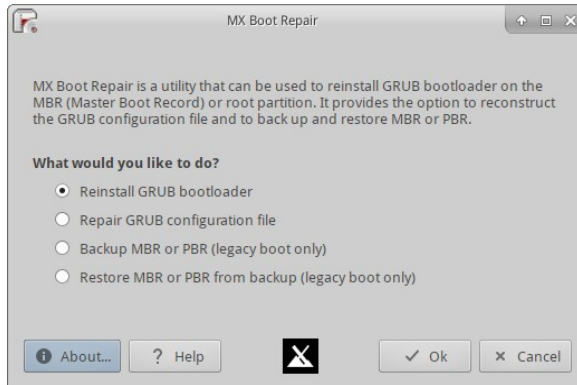 MX Boot Repair
MX Boot Repair is a utility that can be used to reinstall GRUB bootloader on the
MBR (Master Boot Record) or root partition. It provides the option to reconstruct
the GRUB configuration file and to back up and restore MBR or PBR.
What would you like to do?
Reinstall GRUB bootloader
Repair GRUB configuration file
Backup MBR or PBR (legacy boot only)
Restore MBR or PBR from backup (legacy boot only)
About... ? Help Ok Cancel